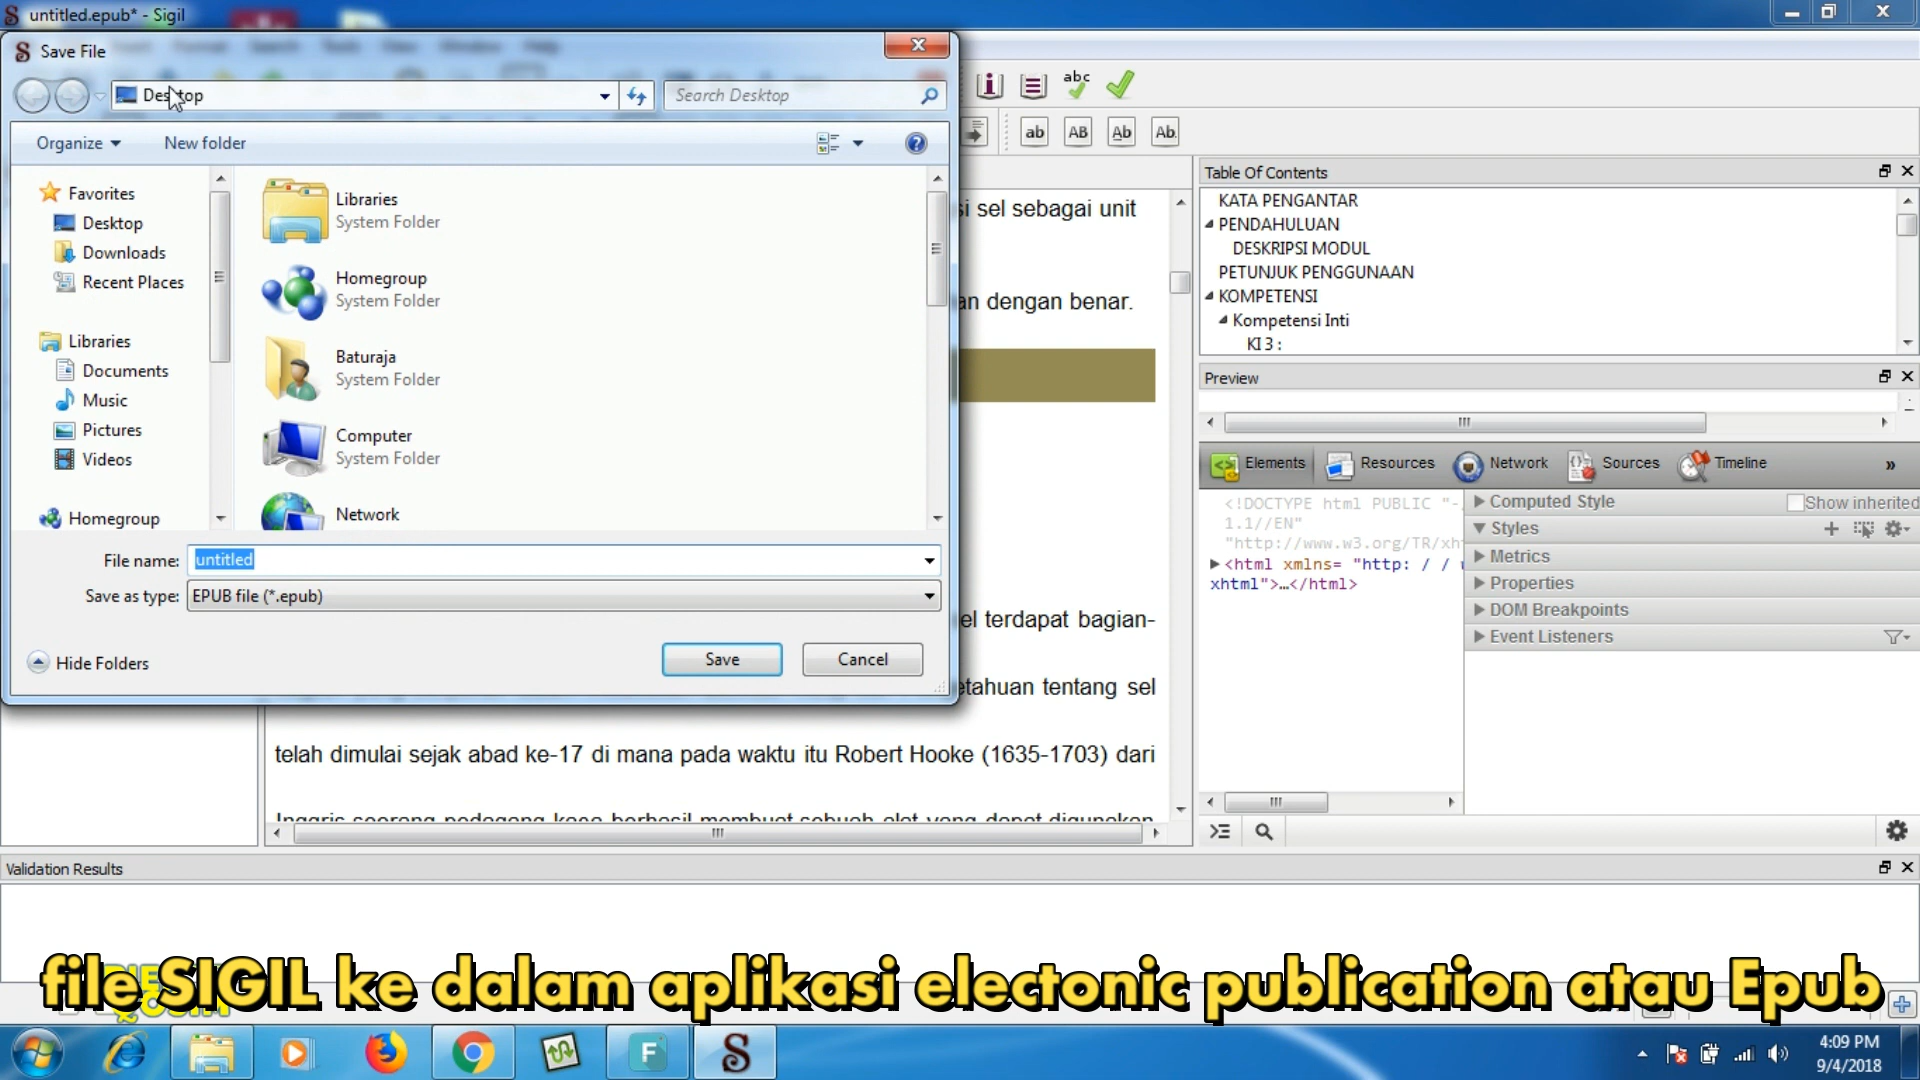 untitled.epub* - Sigil
Save File
Desktop
Search Desktop
Organize
New folder
Favorites
Desktop
Downloads
Recent Places
Libraries
Documents
Music
Pictures
Videos
Homegroup
Libraries
System Folder
Homegroup
System Folder
Baturaja
System Folder
Computer
System Folder
Network
File name: untitled
Save as type: EPUB file (*.epub)
Hide Folders
Save
Cancel
abc
ab
AB
Ab
Ab.
si sel sebagai unit
an dengan benar.
el terdapat bagian-
etahuan tentang sel
telah dimulai sejak abad ke-17 di mana pada waktu itu Robert Hooke (1635-1703) dari
Table Of Contents
KATA PENGANTAR
PENDAHULUAN
DESKRIPSI MODUL
PETUNJUK PENGGUNAAN
KOMPETENSI
Kompetensi Inti
KI 3 :
Preview
Elements
Resources
Network
Sources
Timeline
»
<!DOCTYPE html PUBLIC "-
1.1//EN"
"http://www.w3.org/TR/xh
<html xmlns= "http: / /
xhtml">…</html>
Computed Style
Show inherited
Styles
Metrics
Properties
DOM Breakpoints
Event Listeners
Validation Results
file SIGIL ke dalam aplikasi electonic publication atau Epub
4:09 PM
9/4/2018